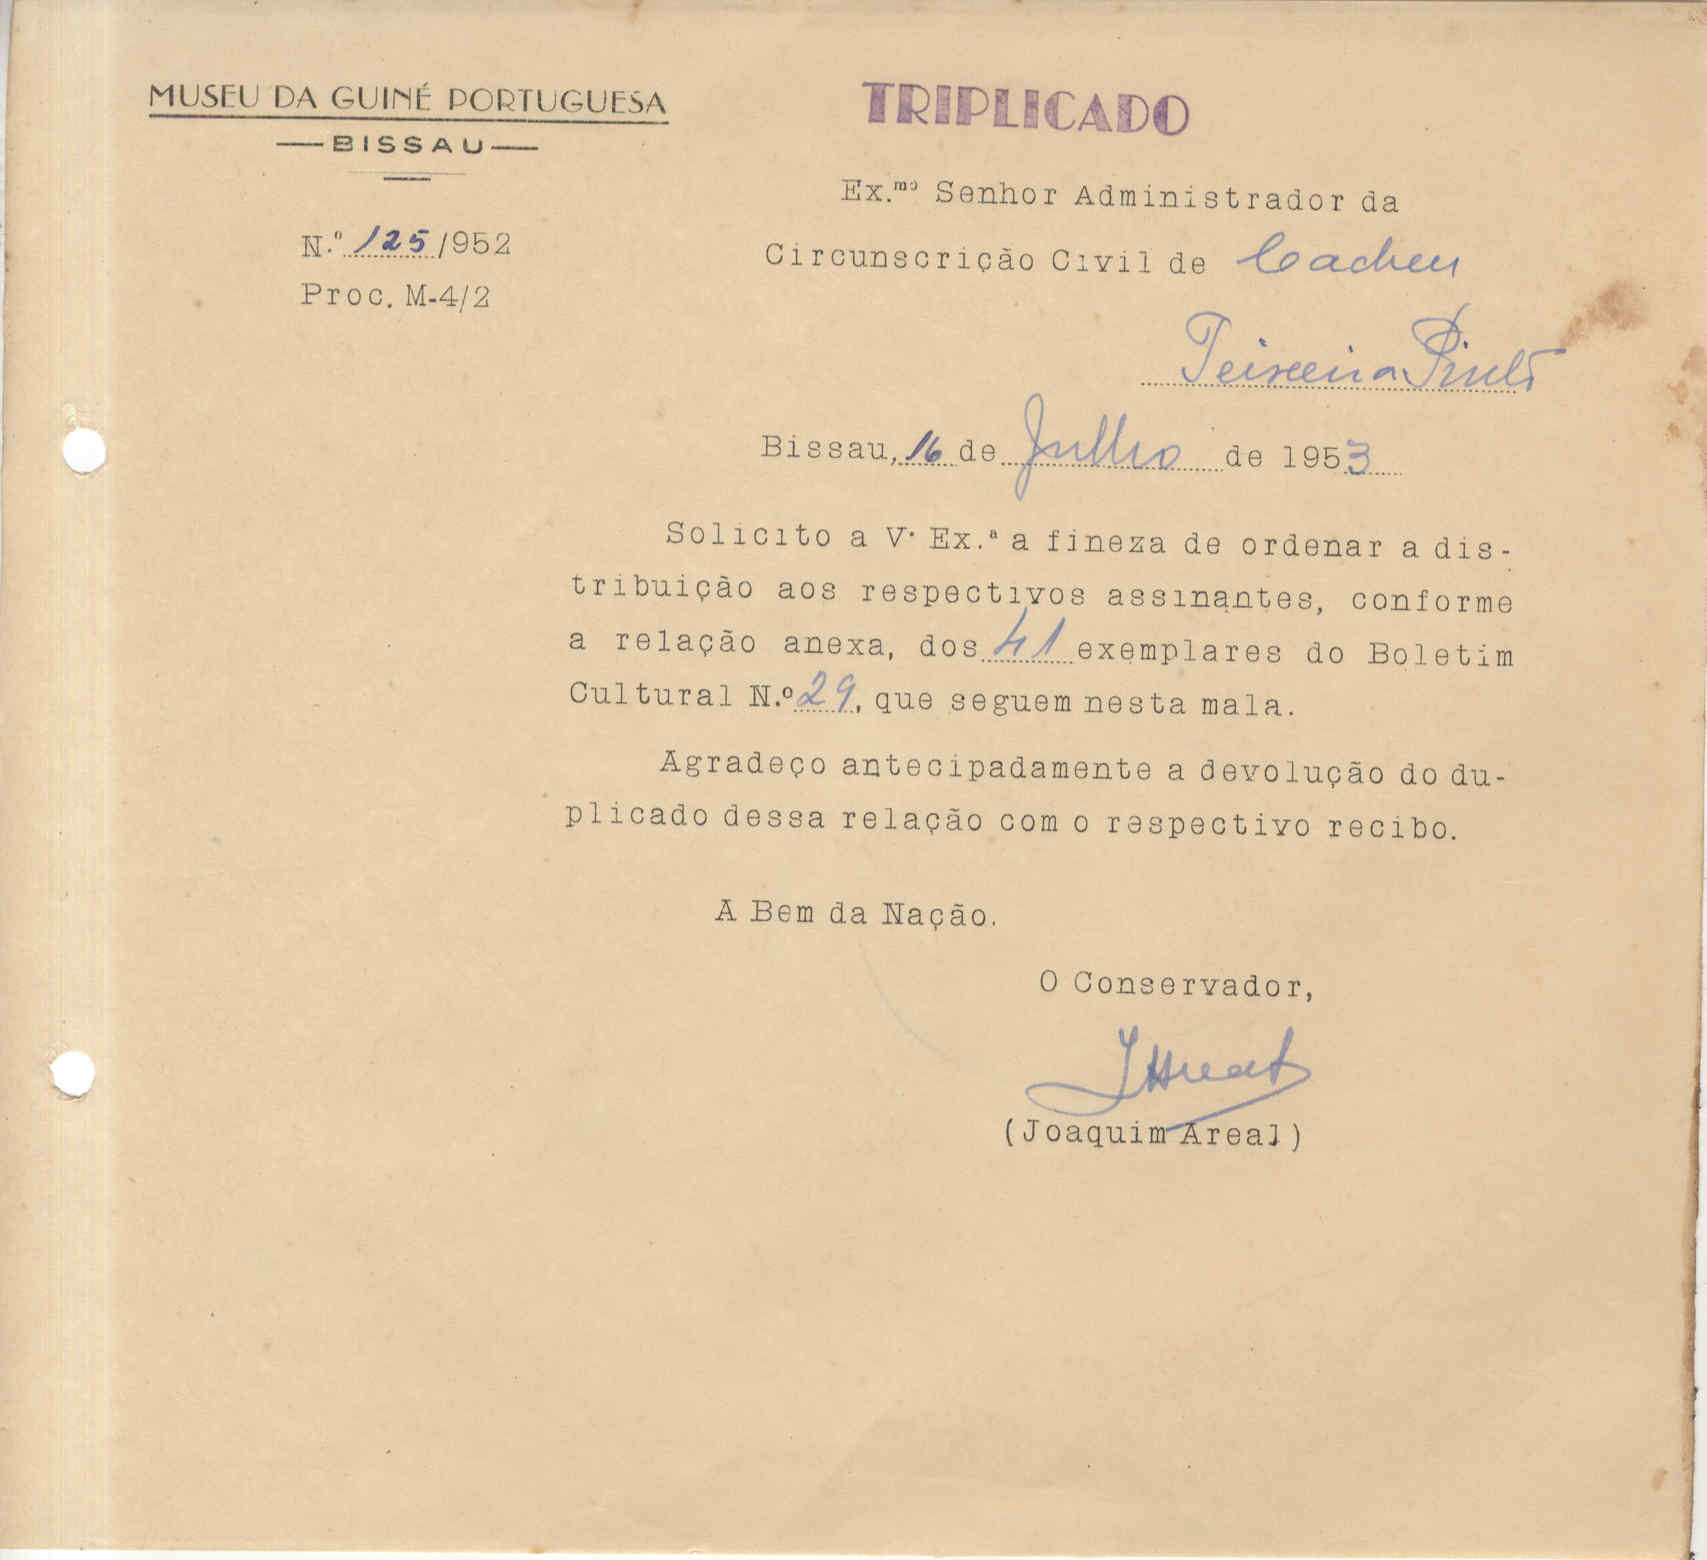 MUSEU DA GUINÉ PORTUGUESA
BISSAU
TRIPLICADO
N.º 125/952
Proc. M-4/2
Ex.mo Senhor Administrador da
Circunscrição Civil de Cacheu
Teixeira Pinto
Bissau, 16 de Julho de 1953
Solicito a V. Ex.ª a fineza de ordenar a dis-
tribuição aos respectivos assinantes, conforme
a relação anexa, dos 41 exemplares do Boletim
Cultural N.º 29, que seguem nesta mala.
Agradeço antecipadamente a devolução do du-
plicado dessa relação com o respectivo recibo.
A Bem da Nação.
O Conservador,
(Joaquim Areal)